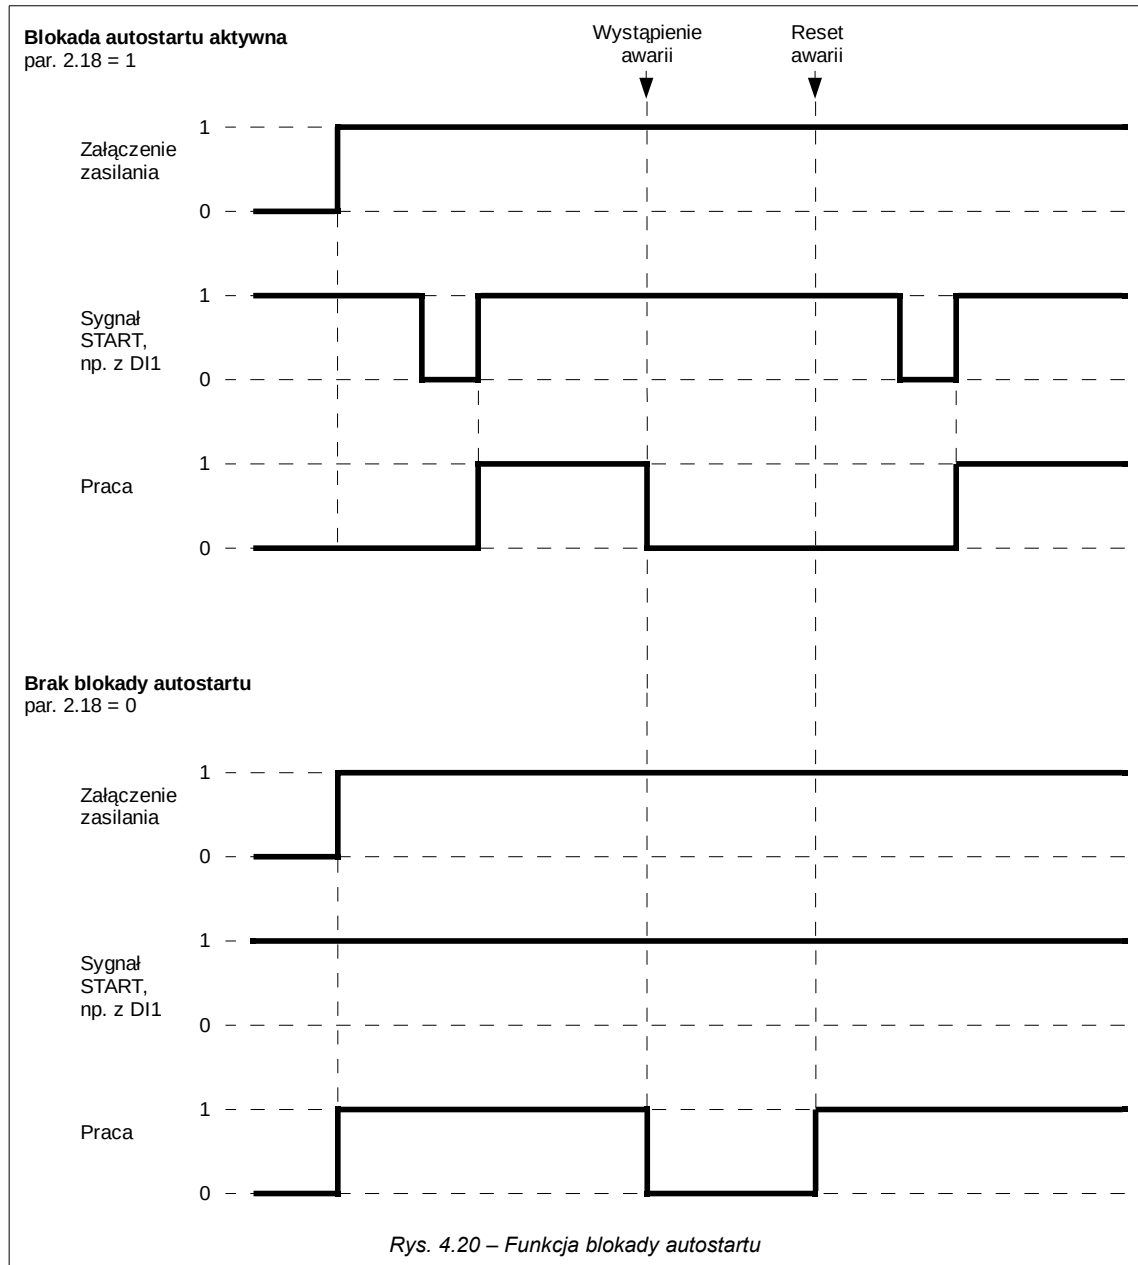 Blokada autostartu aktywna
par. 2.18 = 1
Wystąpienie
awarii
Reset
awarii
1
Załączenie
zasilania
0
1
Sygnał
START,
np. z DI1
0
1
Praca
0
Brak blokady autostartu
par. 2.18 = 0
1
Załączenie
zasilania
0
1
Sygnał
START,
np. z DI1
0
1
Praca
0
Rys. 4.20 – Funkcja blokady autostartu